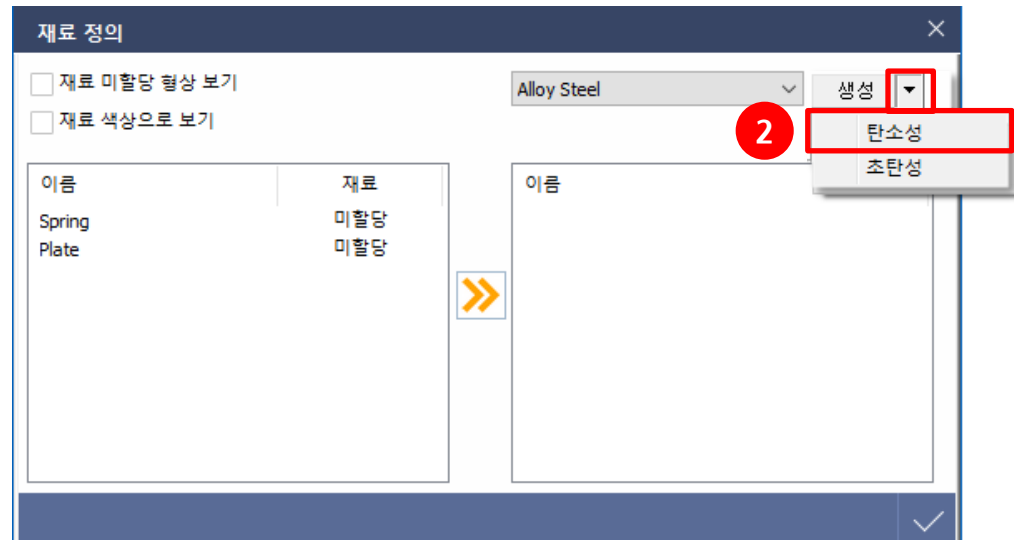 재료 정의
재료 미할당 형상 보기
Alloy Steel
생성
재료 색상으로 보기
2
탄소성
초탄성
이름 재료
이름
Spring 미할당
Plate 미할당